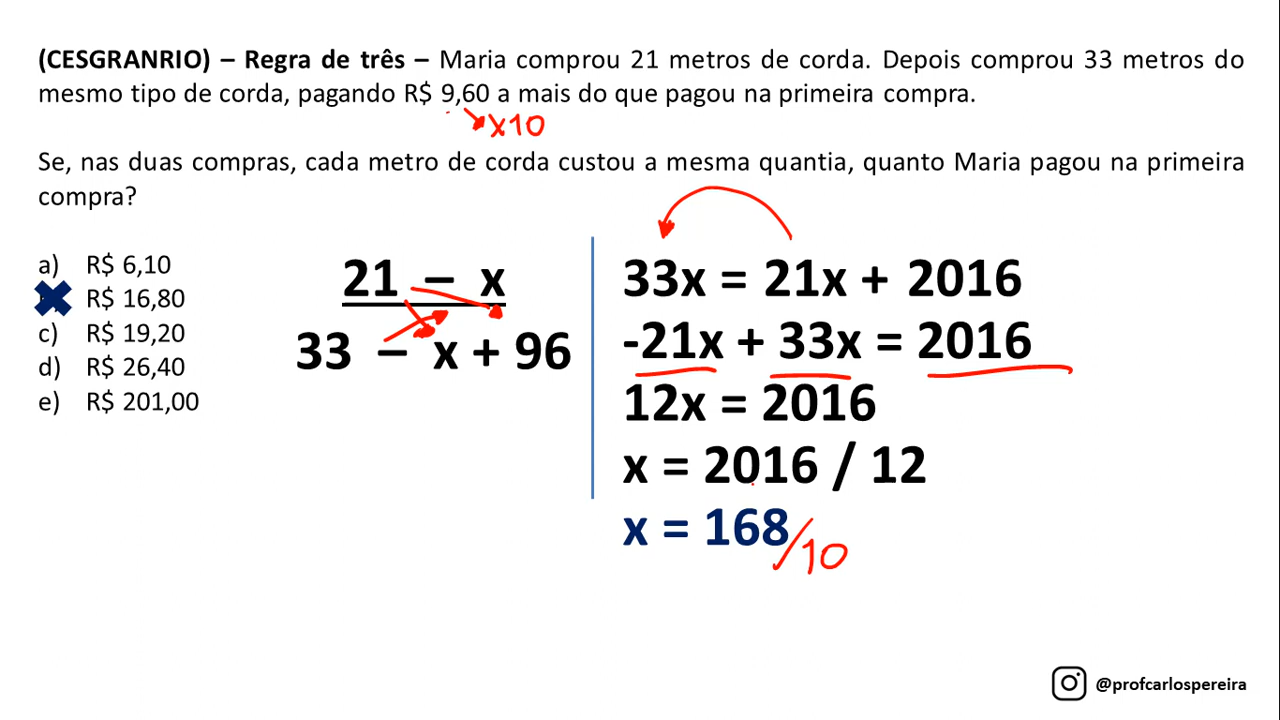 (CESGRANRIO) – Regra de três – Maria comprou 21 metros de corda. Depois comprou 33 metros do
mesmo tipo de corda, pagando R$ 9,60 a mais do que pagou na primeira compra.
x10
Se, nas duas compras, cada metro de corda custou a mesma quantia, quanto Maria pagou na primeira
compra?
a) R$ 6,10
R$ 16,80
c) R$ 19,20
d) R$ 26,40
e) R$ 201,00
21 – x
33 – x + 96
33x = 21x + 2016
-21x + 33x = 2016
12x = 2016
x = 2016 / 12
x = 168/10
@profcarlospereira